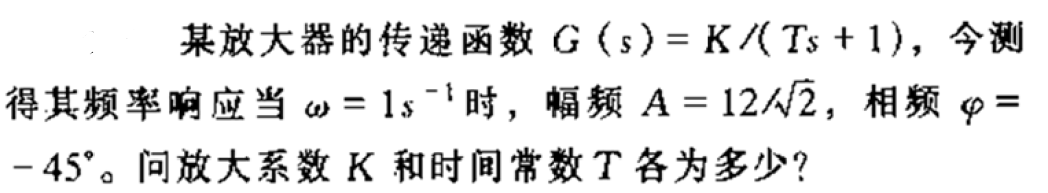 某放大器的传递函数 G (s) = K/(Ts + 1), 今测
得其频率响应当 ω = 1s⁻¹ 时, 幅频 A = 12/√2, 相频 φ =
- 45°。问放大系数 K 和时间常数 T 各为多少?